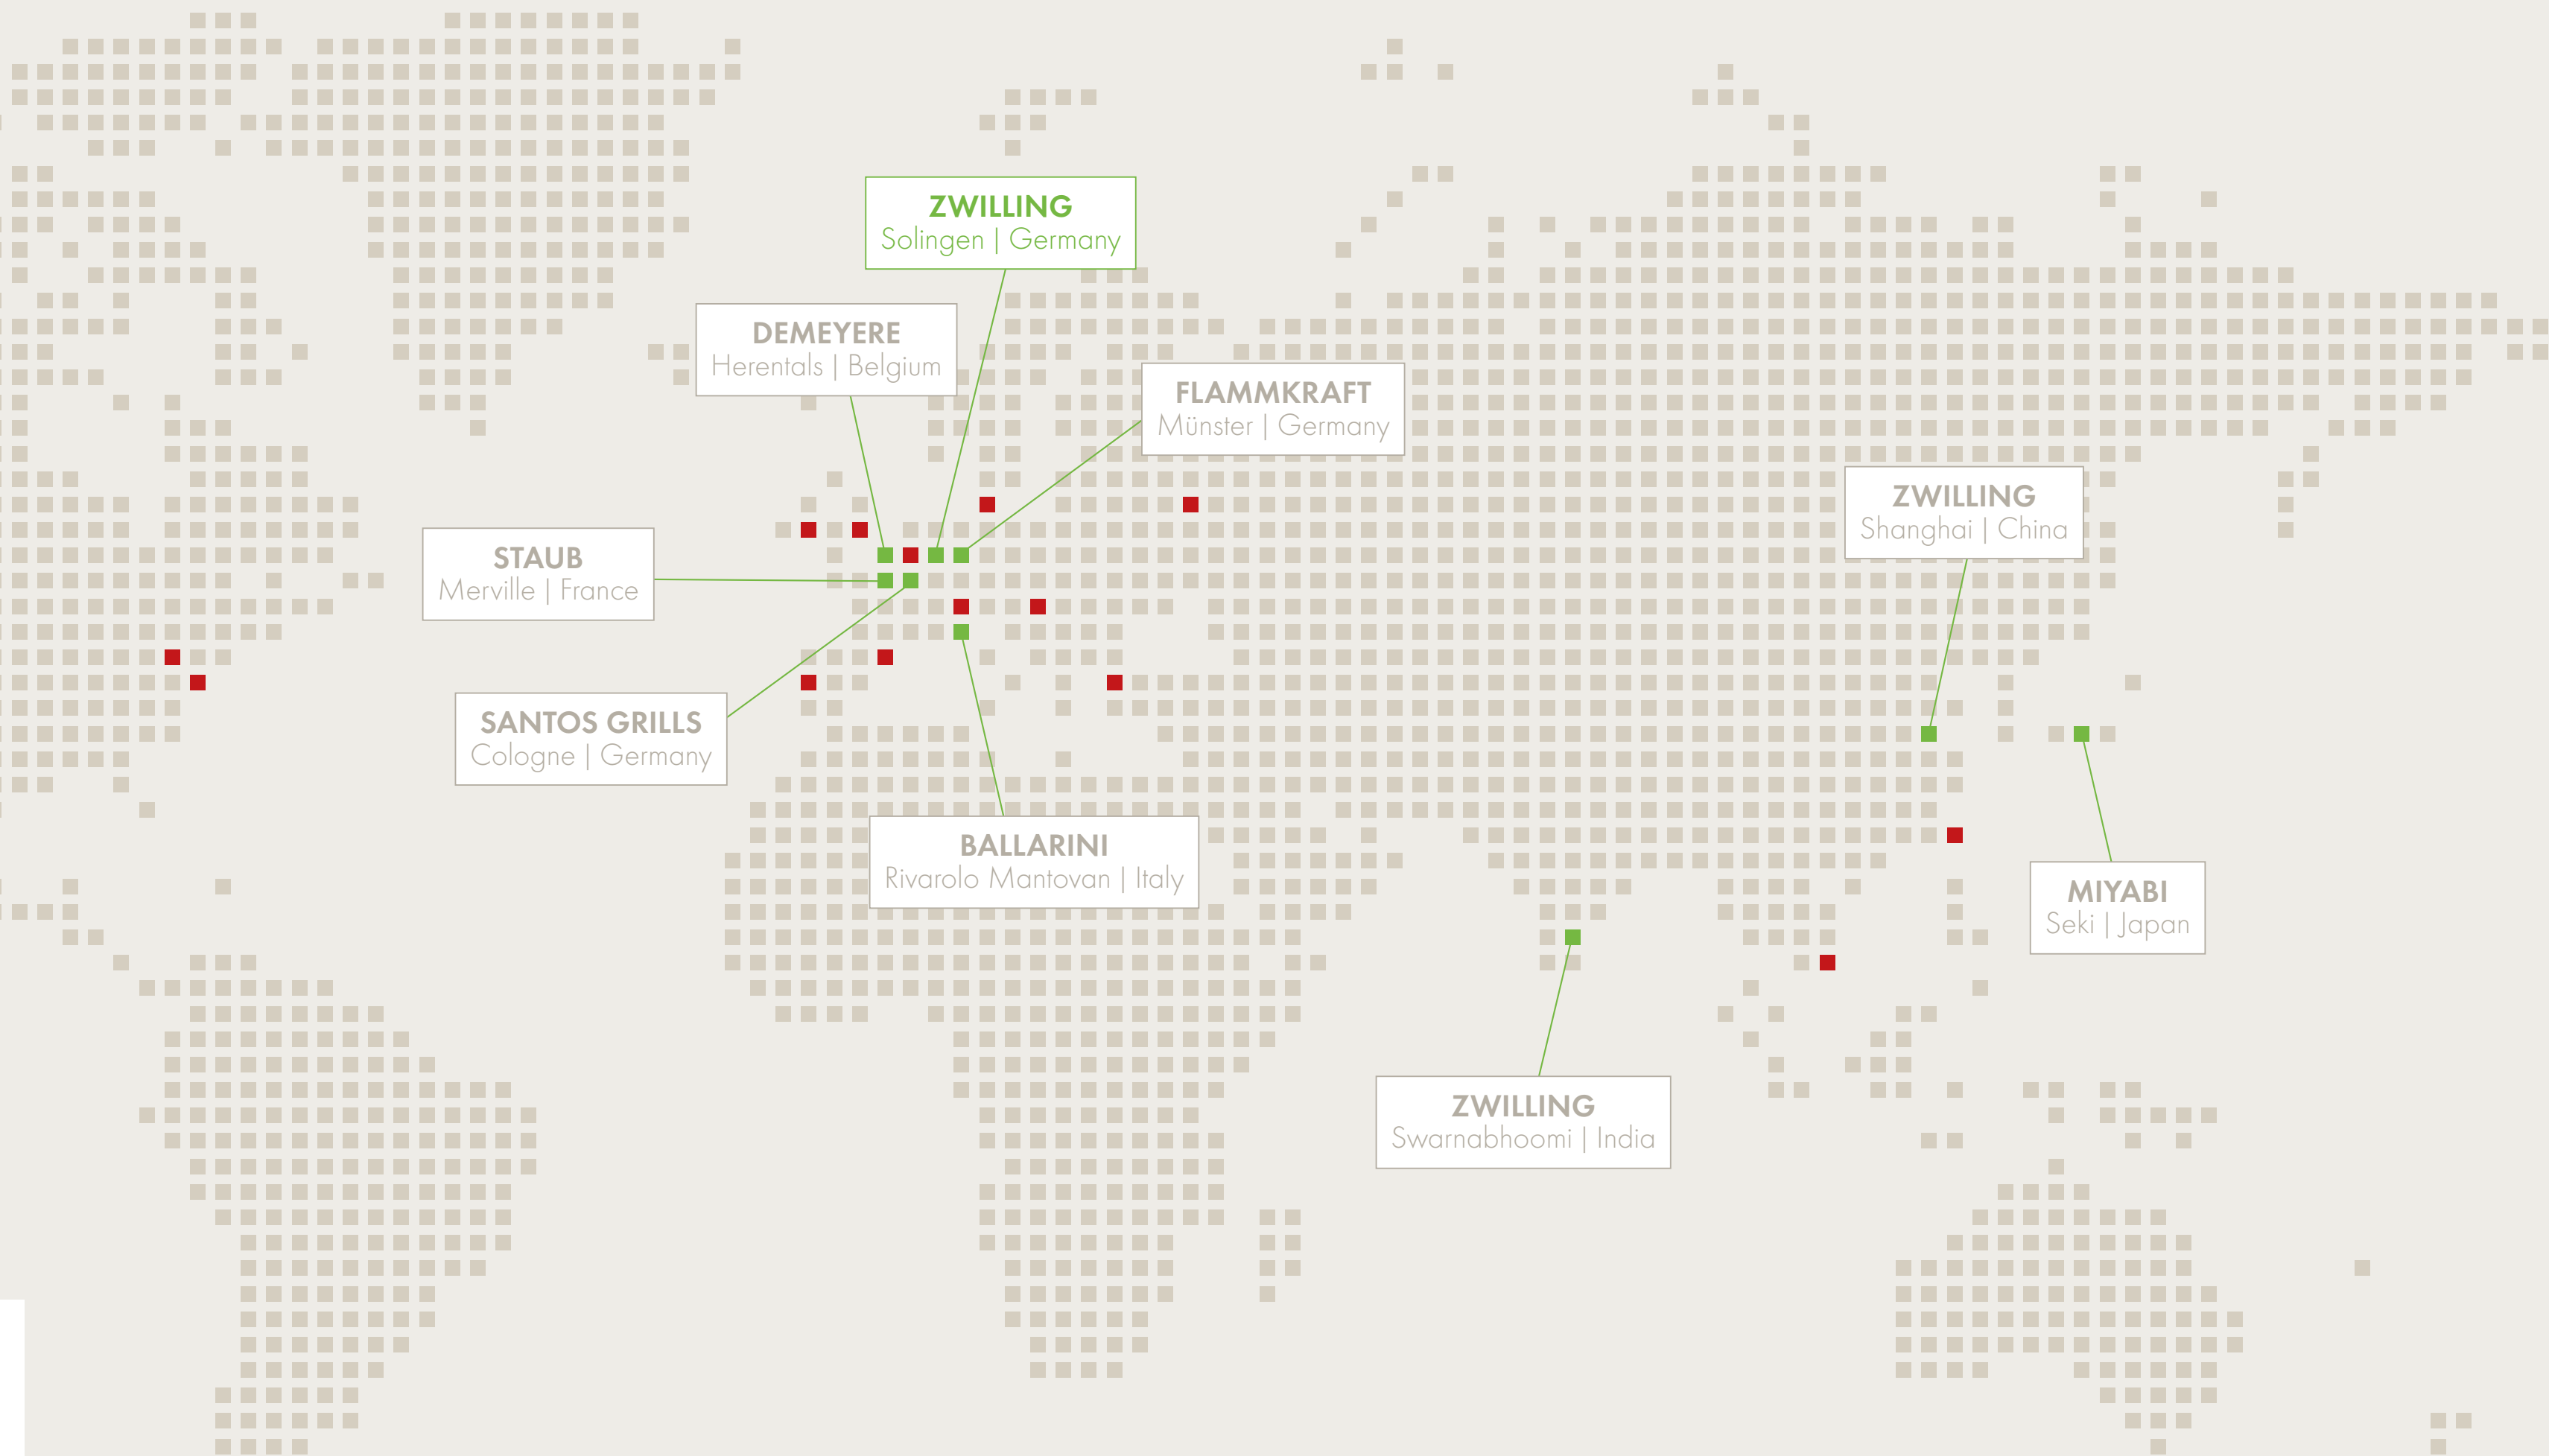 ZWILLING
Solingen | Germany
DEMEYERE
Herentals | Belgium
FLAMMKRAFT
Münster | Germany
ZWILLING
Shanghai | China
STAUB
Merville | France
SANTOS GRILLS
Cologne | Germany
BALLARINI
Rivarolo Mantovan | Italy
MIYABI
Seki | Japan
ZWILLING
Swarnabhoomi | India